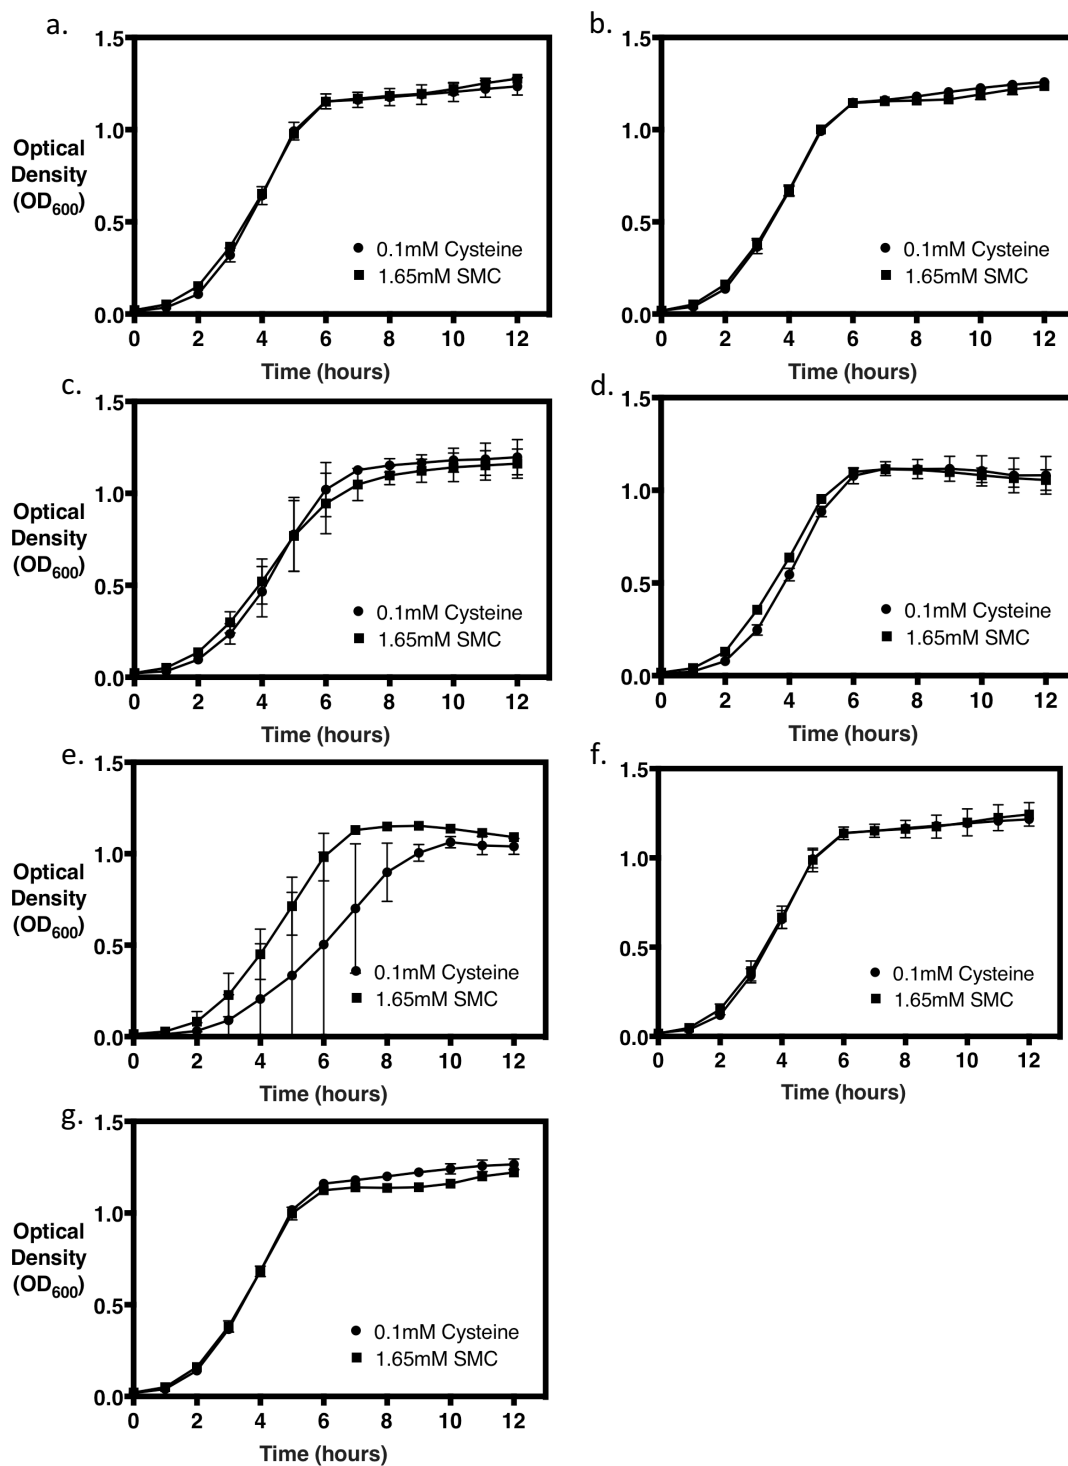 a.
1.5
1.0
0.5
0.0
Optical
Density
(OD600)
0.1mM Cysteine
1.65mM SMC
0 2 4 6 8 10 12
Time (hours)
b.
1.5
1.0
0.5
0.0
0.1mM Cysteine
1.65mM SMC
0 2 4 6 8 10 12
Time (hours)
c.
1.5
1.0
0.5
0.0
Optical
Density
(OD600)
0.1mM Cysteine
1.65mM SMC
0 2 4 6 8 10 12
Time (hours)
d.
1.5
1.0
0.5
0.0
0.1mM Cysteine
1.65mM SMC
0 2 4 6 8 10 12
Time (hours)
e.
1.5
1.0
0.5
0.0
Optical
Density
(OD600)
0.1mM Cysteine
1.65mM SMC
0 2 4 6 8 10 12
Time (hours)
f.
1.5
1.0
0.5
0.0
0.1mM Cysteine
1.65mM SMC
0 2 4 6 8 10 12
Time (hours)
g.
1.5
1.0
0.5
0.0
Optical
Density
(OD600)
0.1mM Cysteine
1.65mM SMC
0 2 4 6 8 10 12
Time (hours)